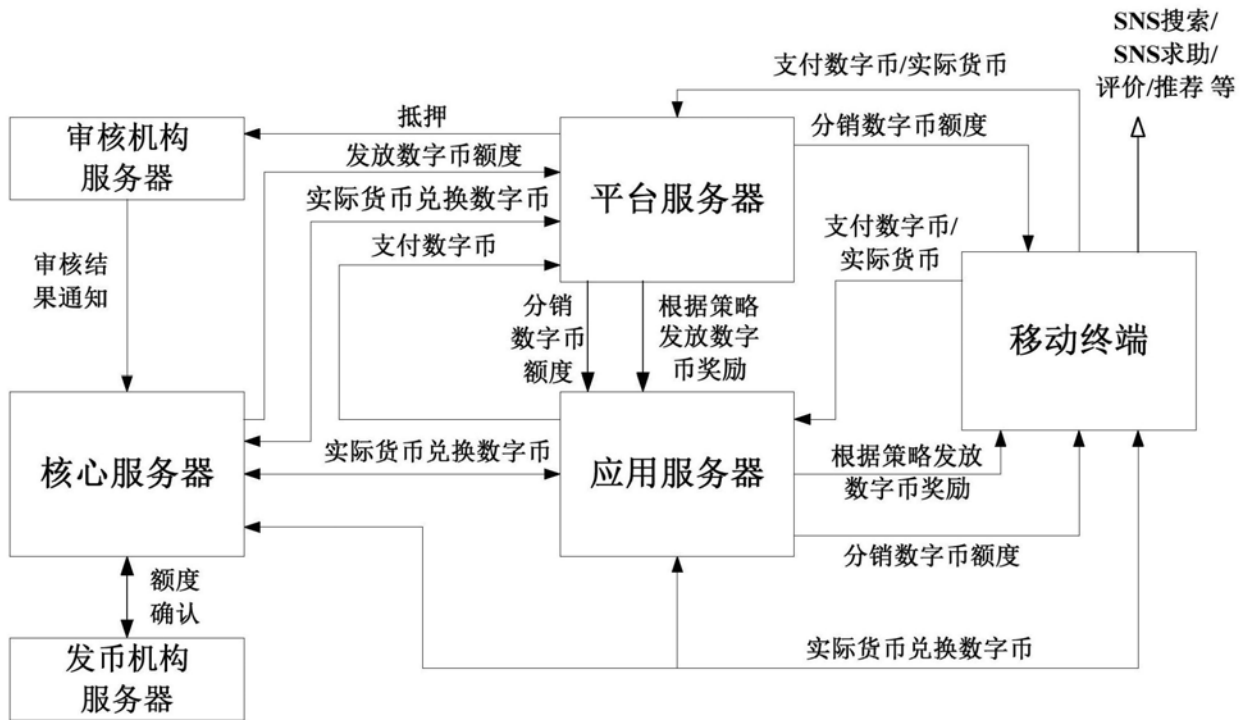 SNS搜索/
SNS求助/
评价/推荐 等
支付数字币/实际货币
抵押
分销数字币额度
审核机构
服务器
发放数字币额度
平台服务器
实际货币兑换数字币
支付数字币/
实际货币
支付数字币
审核结
果通知
分销
数字币
额度
根据策略
发放数字
币奖励
移动终端
核心服务器
实际货币兑换数字币
应用服务器
根据策略发放
数字币奖励
分销数字币额度
额度
确认
实际货币兑换数字币
发币机构
服务器